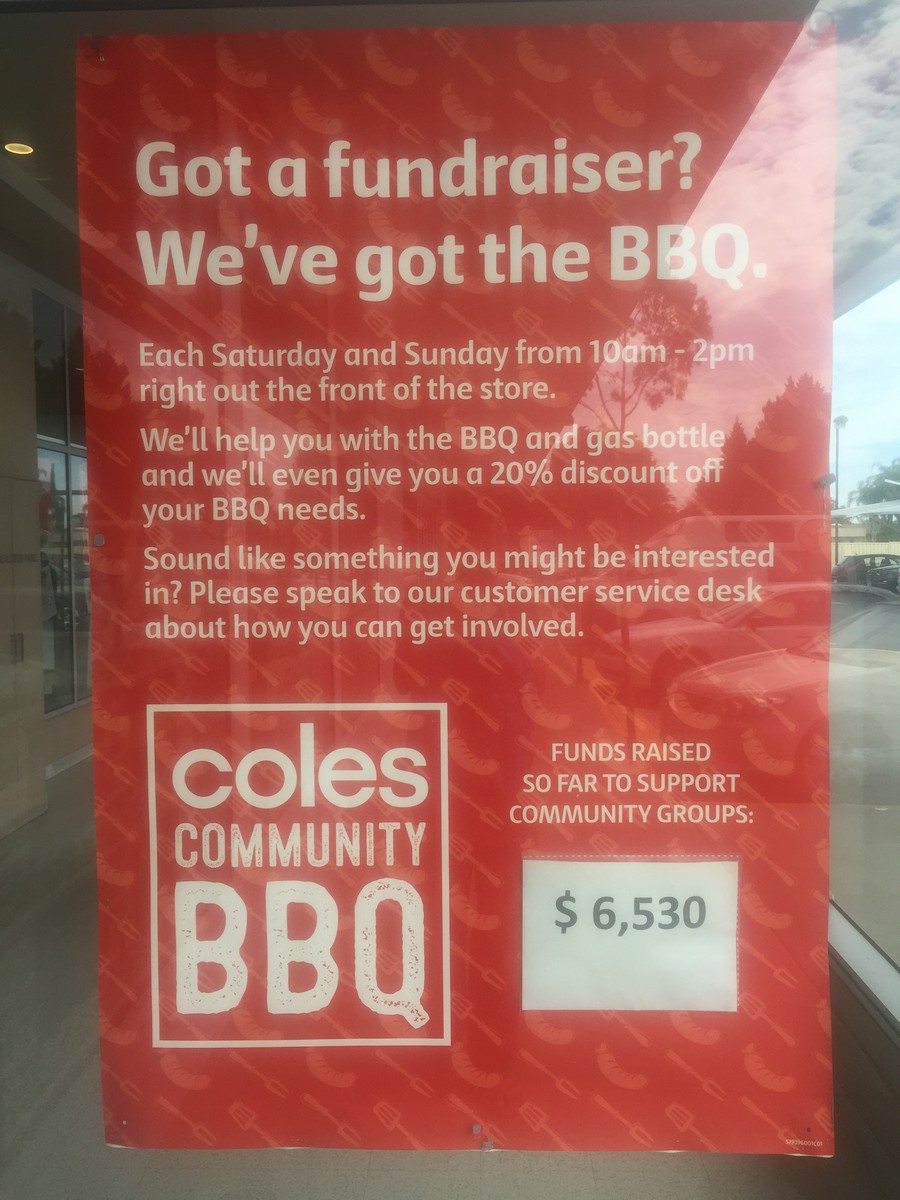 Got a fundraiser?
We've got the BBQ.
Each Saturday and Sunday from 10am - 2pm
right out the front of the store.
We'll help you with the BBQ and gas bottle
and we'll even give you a 20% discount off
your BBQ needs.
Sound like something you might be interested
in? Please speak to our customer service desk
about how you can get involved.
coles
COMMUNITY
BBQ
FUNDS RAISED
SO FAR TO SUPPORT
COMMUNITY GROUPS:
$ 6,530